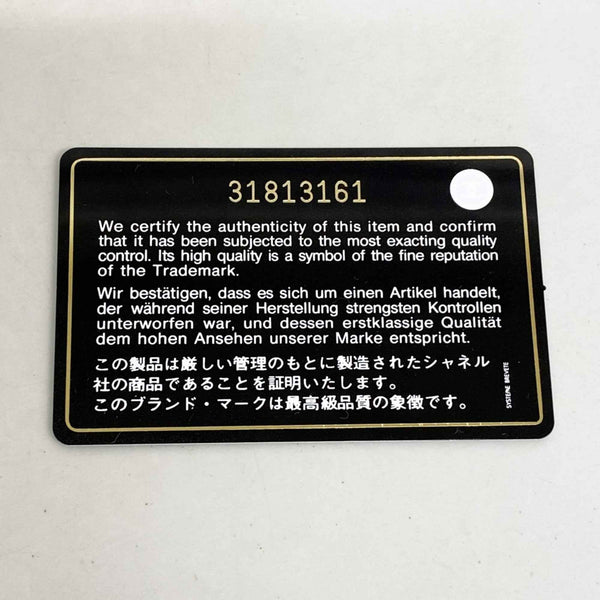 31813161
We certify the authenticity of this item and confirm
that it has been subjected to the most exacting quality
control. Its high quality is a symbol of the fine reputation
of the Trademark.
Wir bestätigen, dass es sich um einen Artikel handelt,
der während seiner Herstellung strengsten Kontrollen
unterworfen war, und dessen erstklassige Qualität
dem hohen Ansehen unserer Marke entspricht.
この製品は厳しい管理のもとに製造されたシャネル
社の商品であることを証明いたします。
このブランド・マークは最高級品質の象徴です。
SYSTEME BREVETE